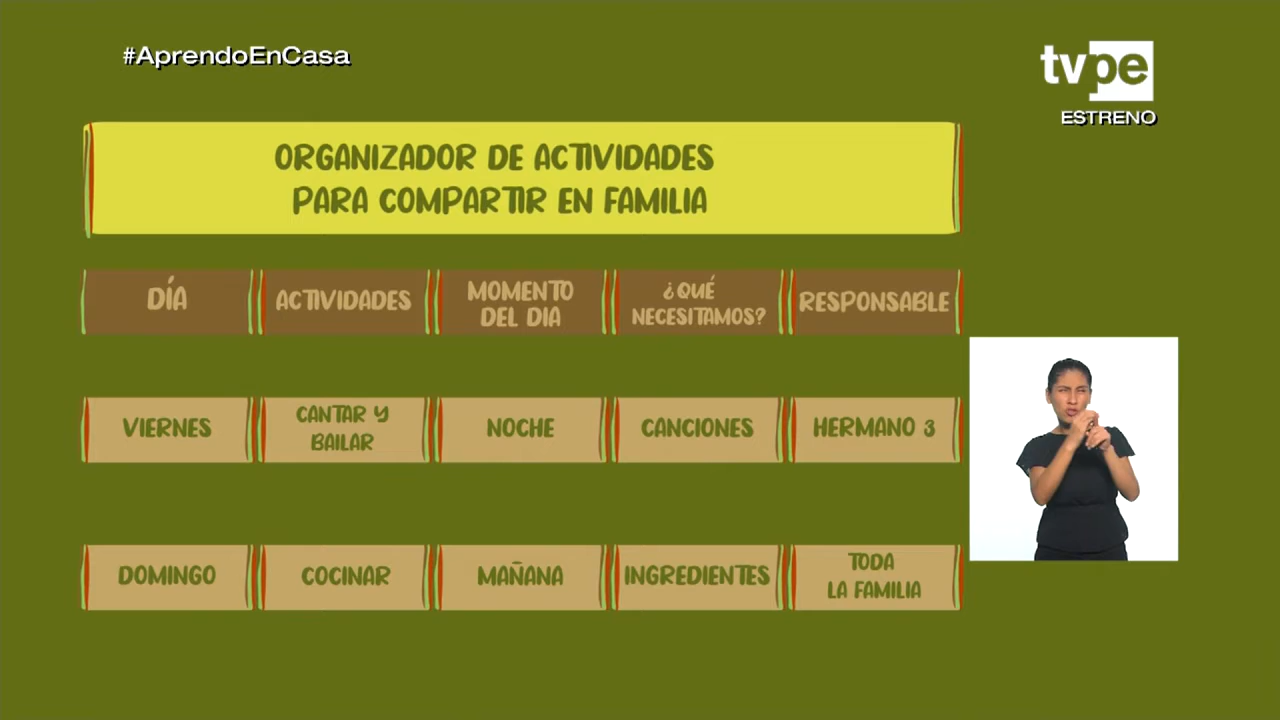 #AprendoEnCasa
tvpe
ESTRENO
ORGANIZADOR DE ACTIVIDADES
PARA COMPARTIR EN FAMILIA
DÍA
ACTIVIDADES
MOMENTO
DEL DIA
¿QUÉ
NECESITAMOS?
RESPONSABLE
VIERNES
CANTAR Y
BAILAR
NOCHE
CANCIONES
HERMANO 3
DOMINGO
COCINAR
MAÑANA
INGREDIENTES
TODA
LA FAMILIA